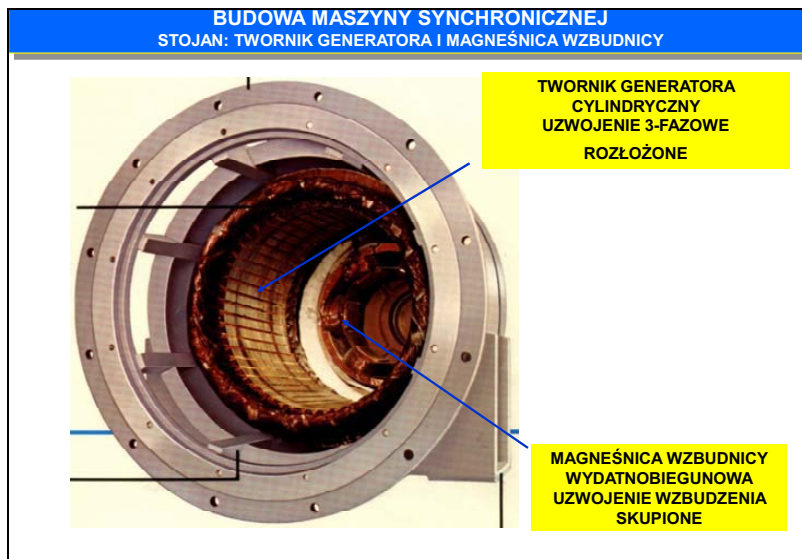 BUDOWA MASZYNY SYNCHRONICZNEJ
STOJAN: TWORNIK GENERATORA I MAGNEŚNICA WZBUDNICY
TWORNIK GENERATORA
CYLINDRYCZNY
UZWOJENIE 3-FAZOWE
ROZŁOŻONE
MAGNEŚNICA WZBUDNICY
WYDATNOBIEGUNOWA
UZWOJENIE WZBUDZENIA
SKUPIONE